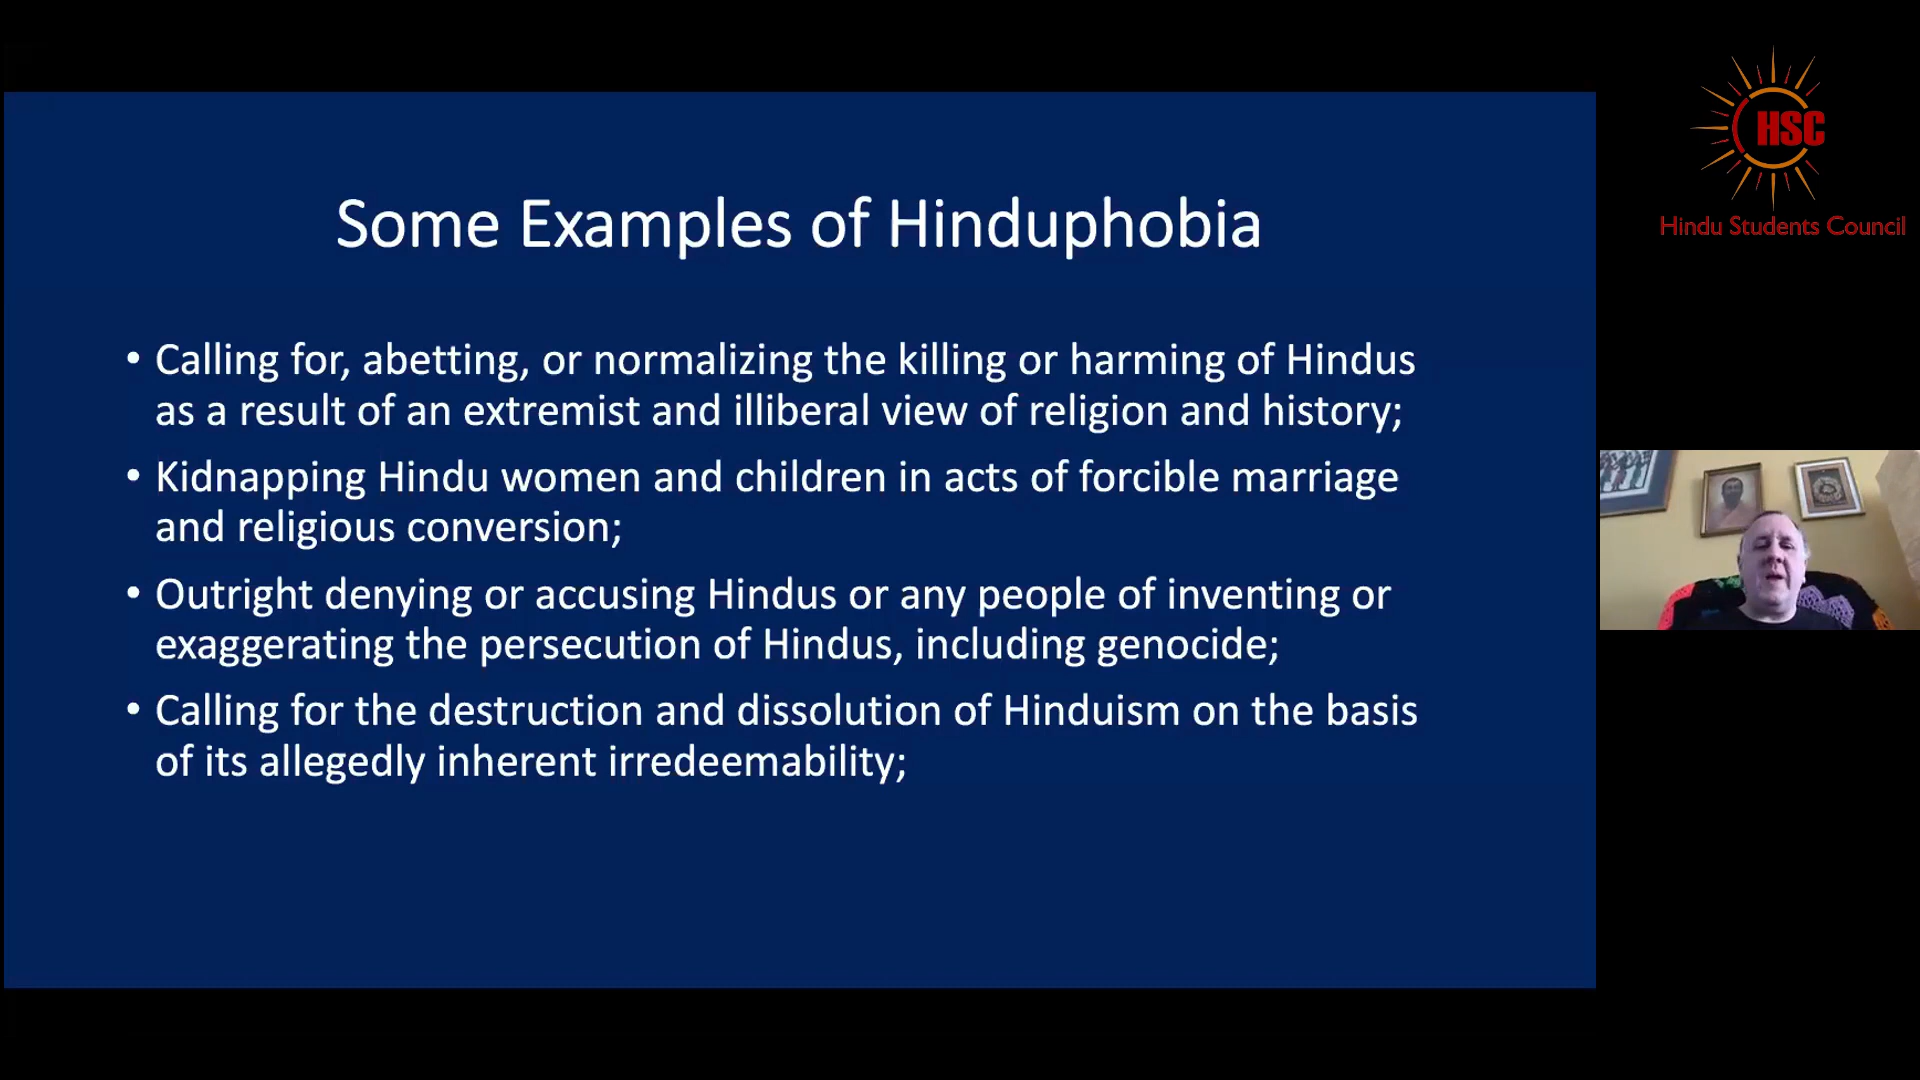 Some Examples of Hinduphobia
• Calling for, abetting, or normalizing the killing or harming of Hindus
as a result of an extremist and illiberal view of religion and history;
• Kidnapping Hindu women and children in acts of forcible marriage
and religious conversion;
• Outright denying or accusing Hindus or any people of inventing or
exaggerating the persecution of Hindus, including genocide;
• Calling for the destruction and dissolution of Hinduism on the basis
of its allegedly inherent irredeemability;
HSC
Hindu Students Council